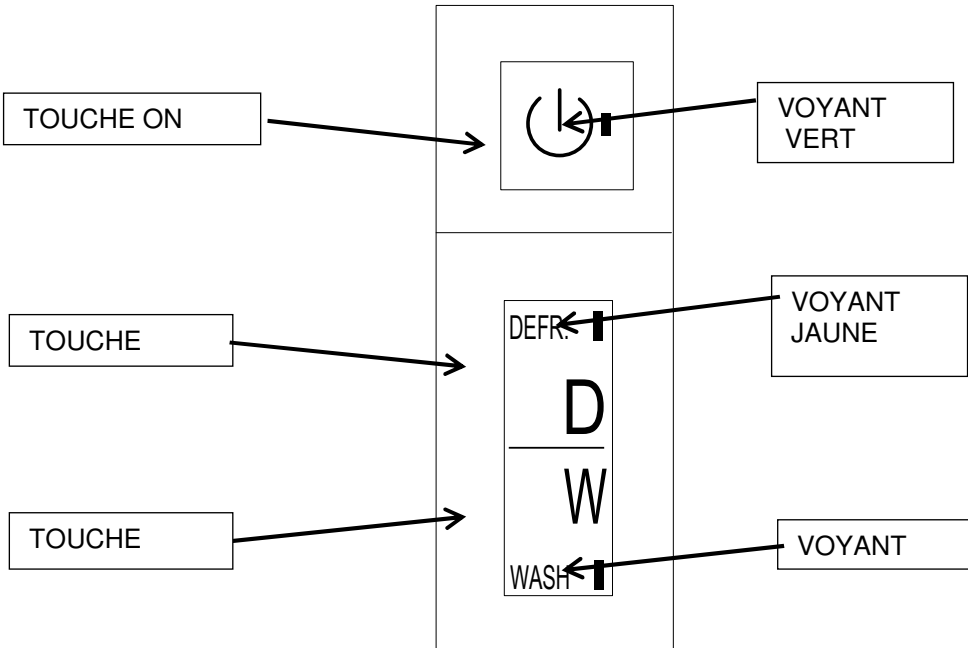 TOUCHE ON
VOYANT
VERT
VOYANT
JAUNE
DEFR.
TOUCHE
D
W
TOUCHE
VOYANT
WASH